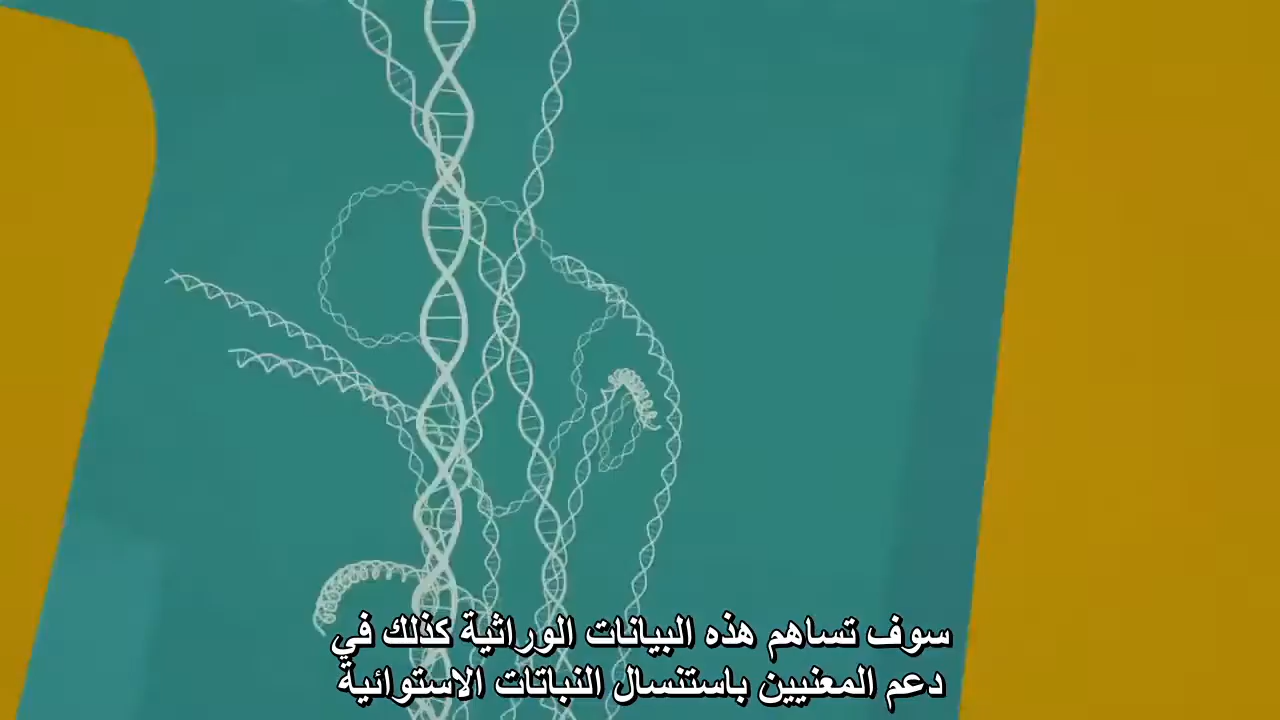 سوف تساهم هذه البيانات الوراثية كذلك في
دعم المعنيين باستنسال النباتات الاستوائية